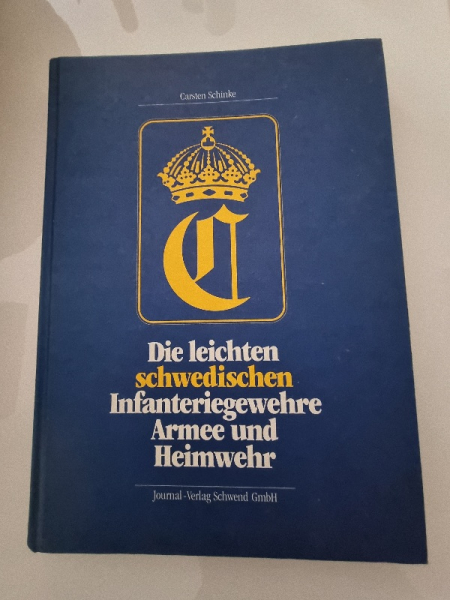 Carsten Schinke
C
Die leichten
schwedischen
Infanteriegewehre
Armee und
Heimwehr
Journal-Verlag Schwend GmbH